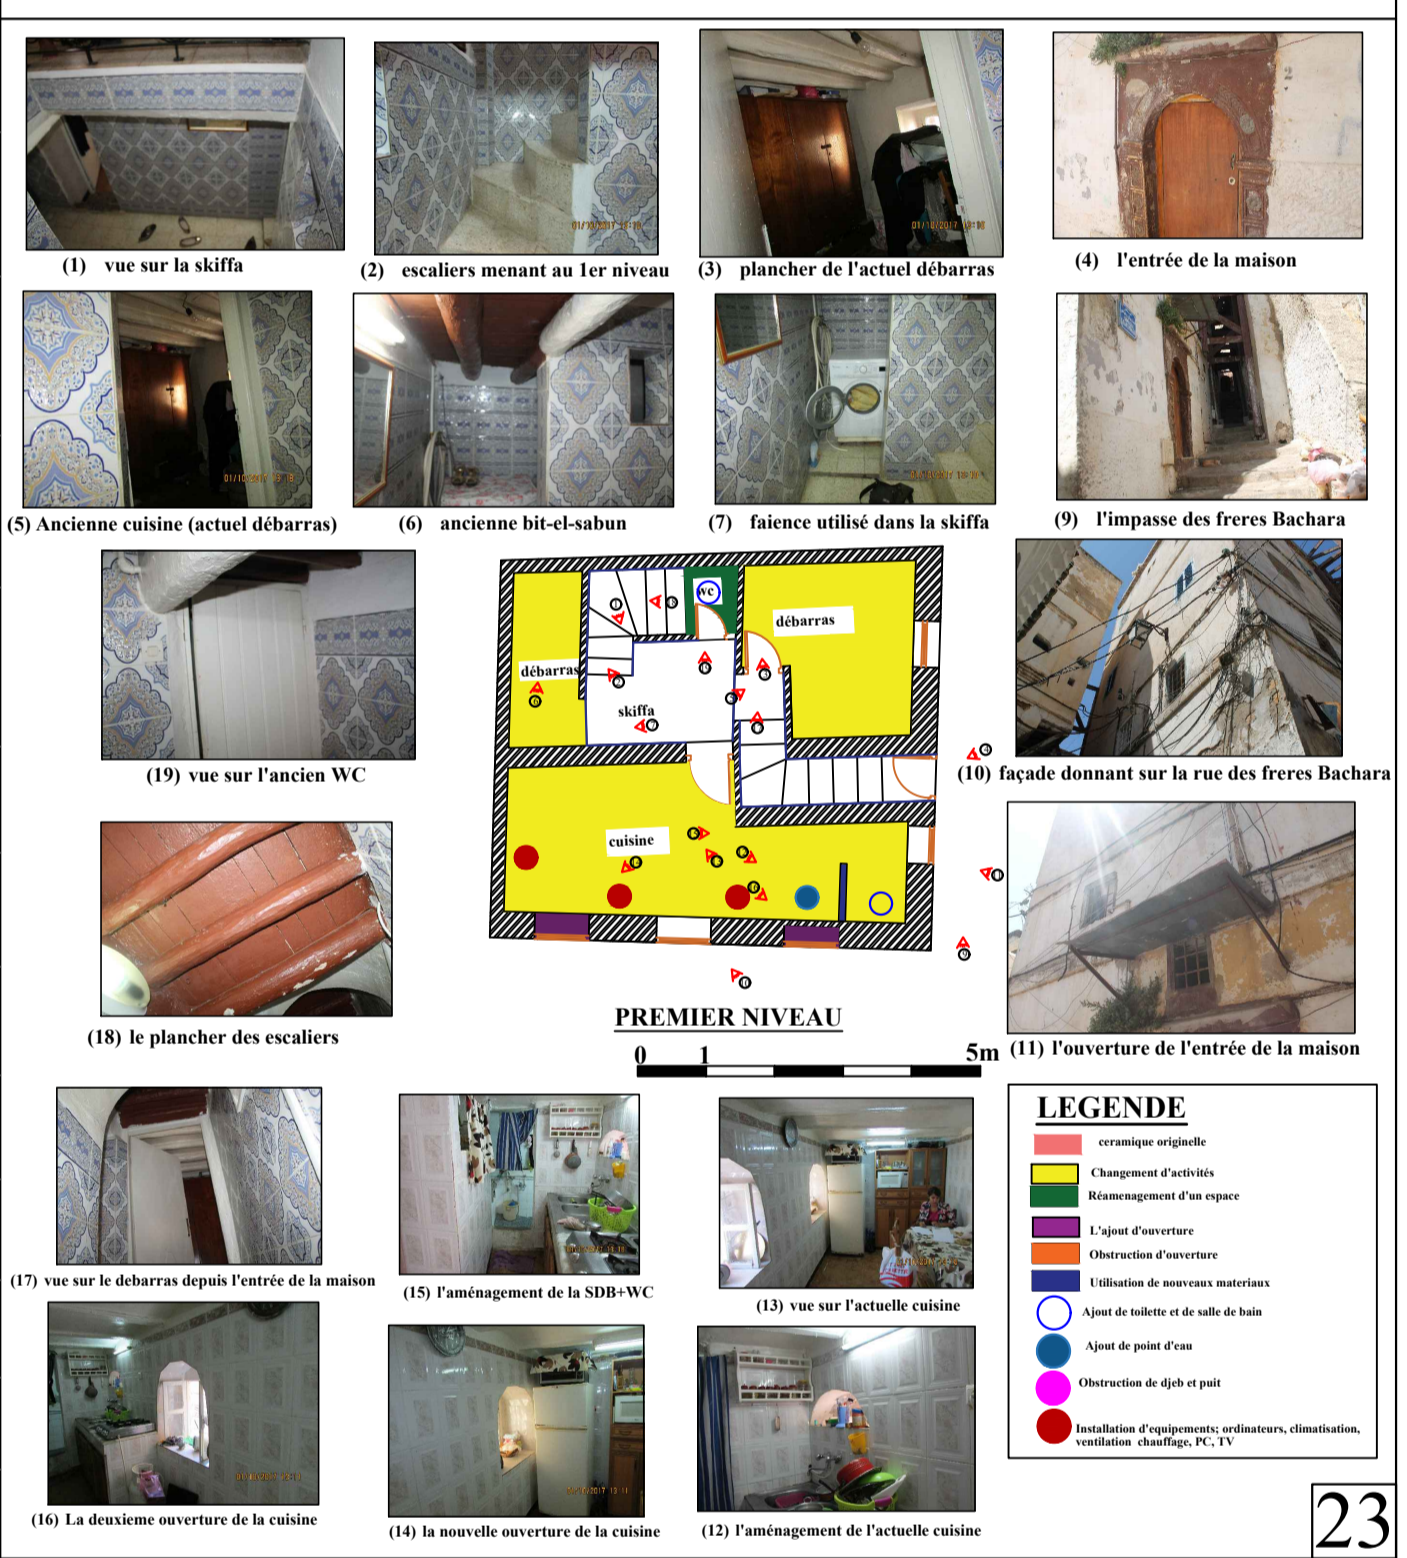 (1) vue sur la skiffa
(2) escaliers menant au 1er niveau
(3) plancher de l'actuel débarras
(4) l'entrée de la maison
(5) Ancienne cuisine (actuel débarras)
(6) ancienne bit-el-sabun
(7) faience utilisé dans la skiffa
(9) l'impasse des freres Bachara
(19) vue sur l'ancien WC
wc
débarras
débarras
skiffa
cuisine
(10) façade donnant sur la rue des freres Bachara
(18) le plancher des escaliers
PREMIER NIVEAU
0 1 5m
(11) l'ouverture de l'entrée de la maison
(17) vue sur le debarras depuis l'entrée de la maison
(15) l'aménagement de la SDB+WC
(13) vue sur l'actuelle cuisine
(16) La deuxieme ouverture de la cuisine
(14) la nouvelle ouverture de la cuisine
(12) l'aménagement de l'actuelle cuisine
LEGENDE
ceramique originelle
Changement d'activités
Réamenagement d'un espace
L'ajout d'ouverture
Obstruction d'ouverture
Utilisation de nouveaux materiaux
Ajout de toilette et de salle de bain
Ajout de point d'eau
Obstruction de djeb et puit
Installation d'equipements; ordinateurs, climatisation,
ventilation chauffage, PC, TV
23